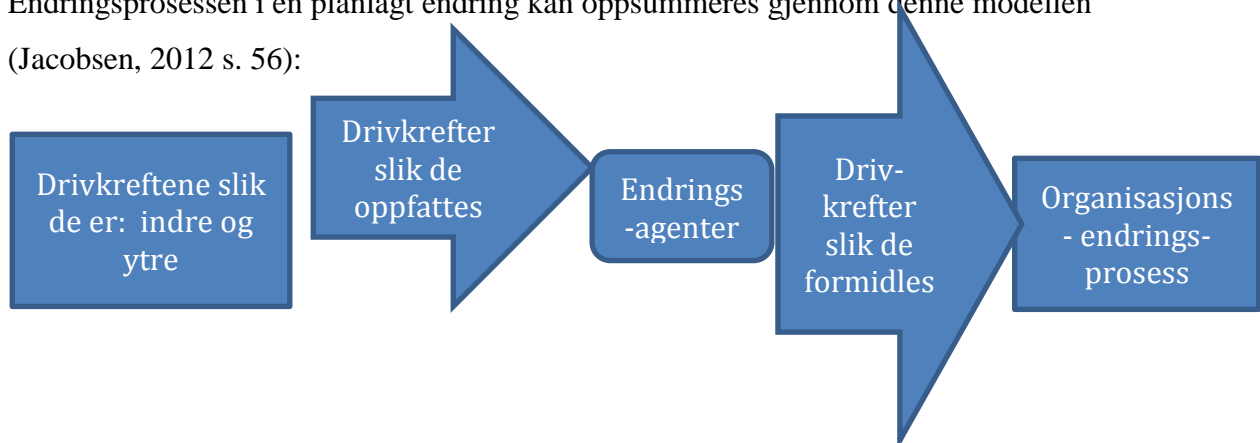 Endringsprosessen i en planlagt endring kan oppsummeres gjennom denne modellen
(Jacobsen, 2012 s. 56):
Drivkreftene slik
de er: indre og
ytre
Drivkrefter
slik de
oppfattes
Endrings
-agenter
Driv-
krefter
slik de
formidles
Organisasjons
- endrings-
prosess